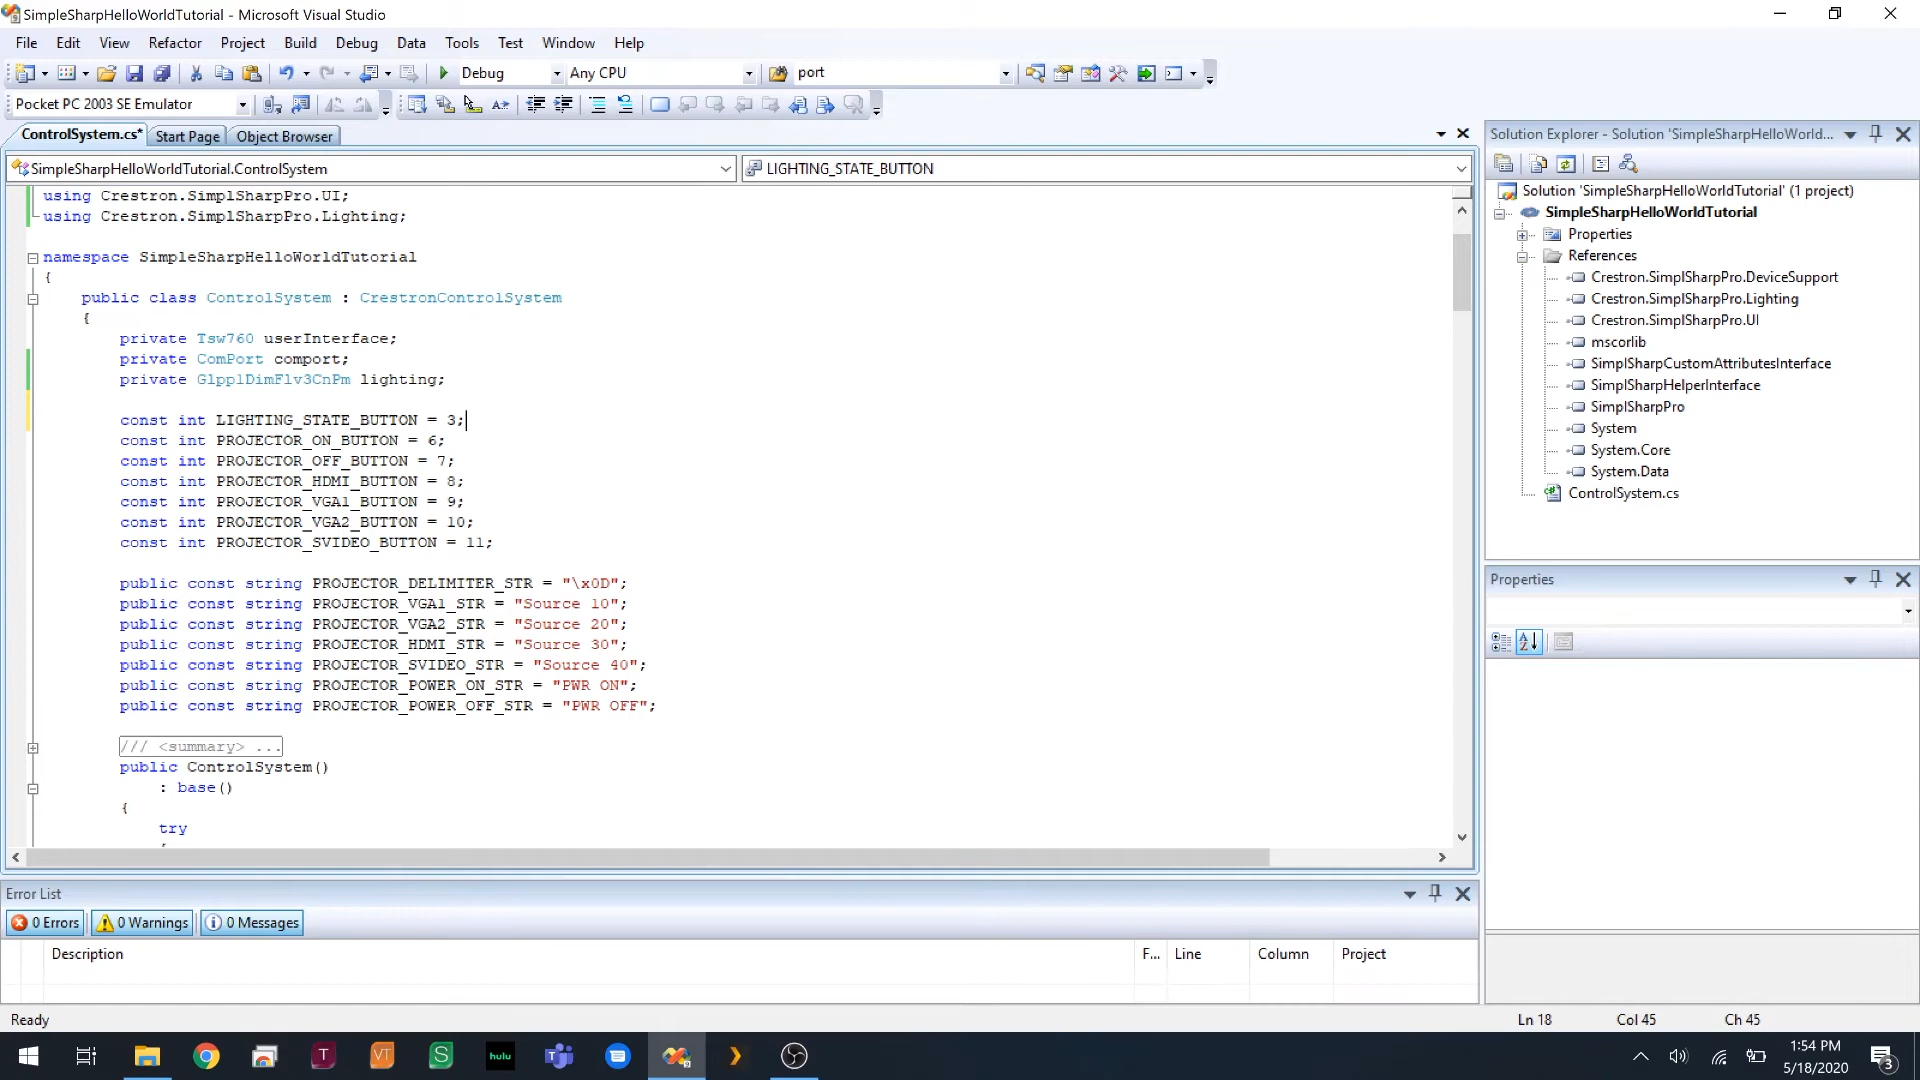 SimpleSharpHelloWorldTutorial - Microsoft Visual Studio
File Edit View Refactor Project Build Debug Data Tools Test Window Help
Debug Any CPU port
Pocket PC 2003 SE Emulator
ControlSystem.cs* Start Page Object Browser
SimpleSharpHelloWorldTutorial.ControlSystem LIGHTING_STATE_BUTTON
using Crestron.SimplSharpPro.UI;
using Crestron.SimplSharpPro.Lighting;
namespace SimpleSharpHelloWorldTutorial
{
public class ControlSystem : CrestronControlSystem
{
private Tsw760 userInterface;
private ComPort comport;
private Glpp1DimFlv3CnPm lighting;
const int LIGHTING_STATE_BUTTON = 3;
const int PROJECTOR_ON_BUTTON = 6;
const int PROJECTOR_OFF_BUTTON = 7;
const int PROJECTOR_HDMI_BUTTON = 8;
const int PROJECTOR_VGA1_BUTTON = 9;
const int PROJECTOR_VGA2_BUTTON = 10;
const int PROJECTOR_SVIDEO_BUTTON = 11;
public const string PROJECTOR_DELIMITER_STR = "\x0D";
public const string PROJECTOR_VGA1_STR = "Source 10";
public const string PROJECTOR_VGA2_STR = "Source 20";
public const string PROJECTOR_HDMI_STR = "Source 30";
public const string PROJECTOR_SVIDEO_STR = "Source 40";
public const string PROJECTOR_POWER_ON_STR = "PWR ON";
public const string PROJECTOR_POWER_OFF_STR = "PWR OFF";
/// <summary> ...
public ControlSystem()
: base()
{
try
Solution Explorer - Solution 'SimpleSharpHelloWorld...
Solution 'SimpleSharpHelloWorldTutorial' (1 project)
SimpleSharpHelloWorldTutorial
Properties
References
Crestron.SimplSharpPro.DeviceSupport
Crestron.SimplSharpPro.Lighting
Crestron.SimplSharpPro.UI
mscorlib
SimplSharpCustomAttributesInterface
SimplSharpHelperInterface
SimplSharpPro
System
System.Core
System.Data
ControlSystem.cs
Properties
Error List
0 Errors 0 Warnings 0 Messages
Description F... Line Column Project
Ready Ln 18 Col 45 Ch 45
T VT S hulu
1:54 PM
5/18/2020
3